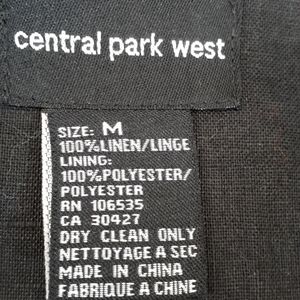 central park west
SIZE: M
100%LINEN/LINGE
LINING:
100%POLYESTER/
POLYESTER
RN 106535
CA 30427
DRY CLEAN ONLY
NETTOYAGE A SEC
MADE IN CHINA
FABRIQUE A CHINE